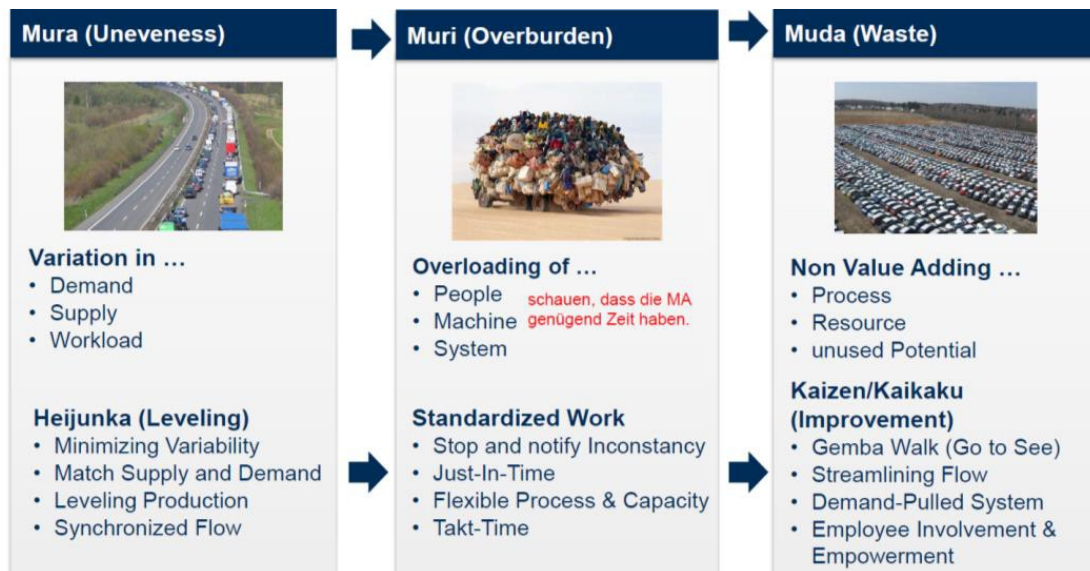 Mura (Uneveness)
Variation in …
• Demand
• Supply
• Workload
Heijunka (Leveling)
• Minimizing Variability
• Match Supply and Demand
• Leveling Production
• Synchronized Flow
Muri (Overburden)
Overloading of …
• People
• Machine
• System
schauen, dass die MA
genügend Zeit haben.
Standardized Work
• Stop and notify Inconstancy
• Just-In-Time
• Flexible Process & Capacity
• Takt-Time
Muda (Waste)
Non Value Adding …
• Process
• Resource
• unused Potential
Kaizen/Kaikaku
(Improvement)
• Gemba Walk (Go to See)
• Streamlining Flow
• Demand-Pulled System
• Employee Involvement &
Empowerment